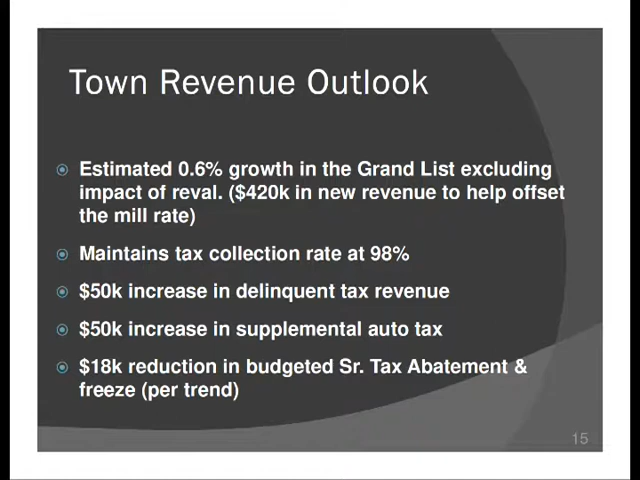 Town Revenue Outlook
Estimated 0.6% growth in the Grand List excluding
impact of reval. ($420k in new revenue to help offset
the mill rate)
Maintains tax collection rate at 98%
$50k increase in delinquent tax revenue
$50k increase in supplemental auto tax
$18k reduction in budgeted Sr. Tax Abatement &
freeze (per trend)
15